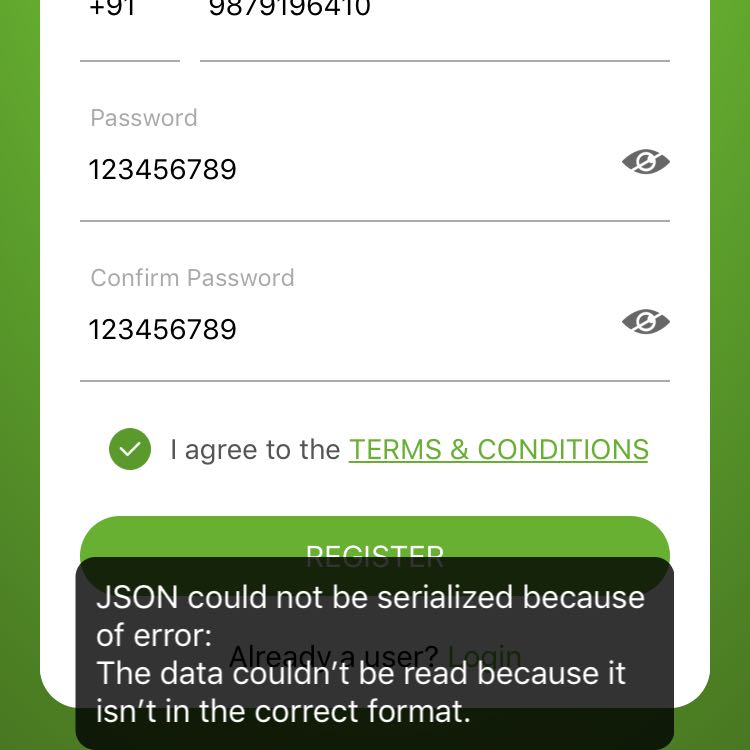 +91 9879196410
Password
123456789
Confirm Password
123456789
I agree to the TERMS & CONDITIONS
REGISTER
JSON could not be serialized because
of error:
Already a user? Login
The data couldn’t be read because it
isn’t in the correct format.